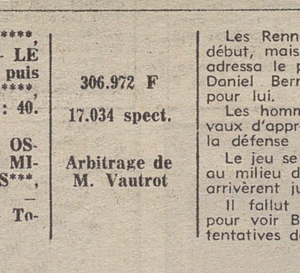 ****,
- LE
puis
****,
: 40.
OS-
MI-
S***,
- To-
306.972 F
17.034 spect.
Arbitrage de
M. Vautrot
Les Renn
début, mais
adressa le p
Daniel Berr
pour lui.
Les homm
vaux d'appr
la défense
Le jeu se
au milieu d
arrivèrent ju
Il fallut
pour voir B
tentatives de